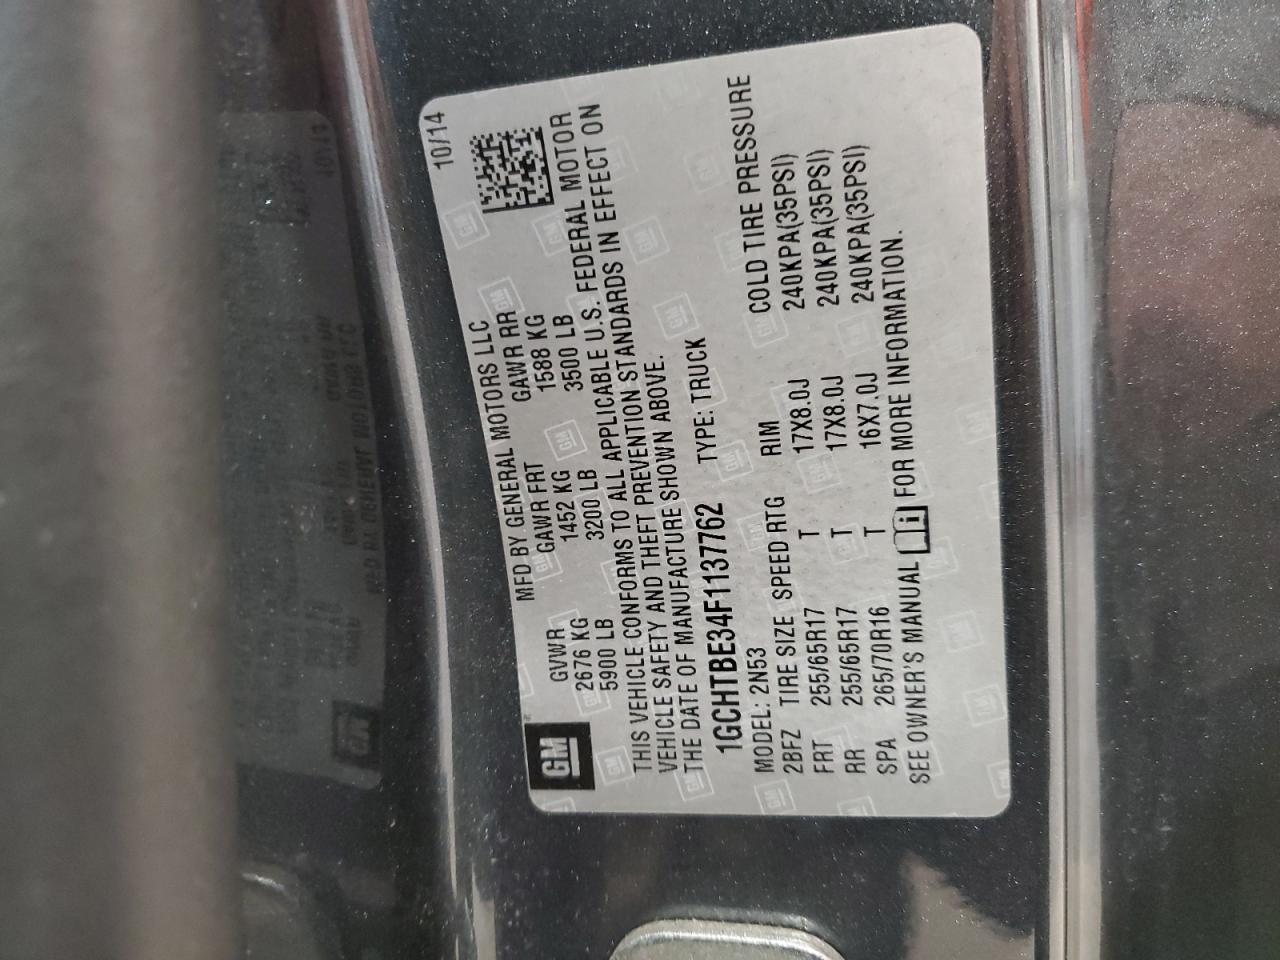 10/14
GM
MFD BY GENERAL MOTORS LLC
GVWR GAWR FRT GAWR RR
2676 KG 1452 KG 1588 KG
5900 LB 3200 LB 3500 LB
THIS VEHICLE CONFORMS TO ALL APPLICABLE U.S. FEDERAL MOTOR
VEHICLE SAFETY AND THEFT PREVENTION STANDARDS IN EFFECT ON
THE DATE OF MANUFACTURE SHOWN ABOVE.
1GCHTBE34F1137762 TYPE: TRUCK
MODEL: 2N53
2BFZ TIRE SIZE SPEED RTG RIM COLD TIRE PRESSURE
FRT 255/65R17 T 17X8.0J 240KPA(35PSI)
RR 255/65R17 T 17X8.0J 240KPA(35PSI)
SPA 265/70R16 T 16X7.0J 240KPA(35PSI)
SEE OWNER'S MANUAL FOR MORE INFORMATION.